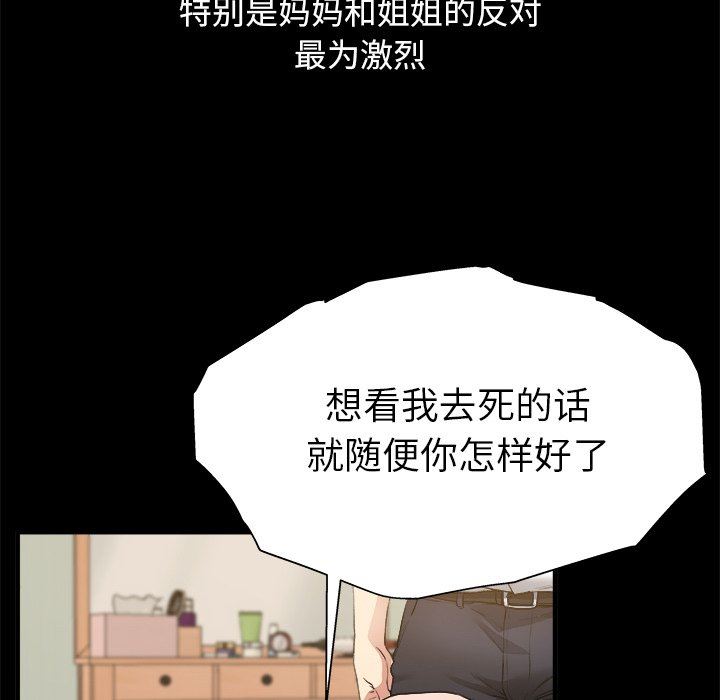 特别是妈妈和姐姐的反对
最为激烈
想看我去死的话
就随便你怎样好了